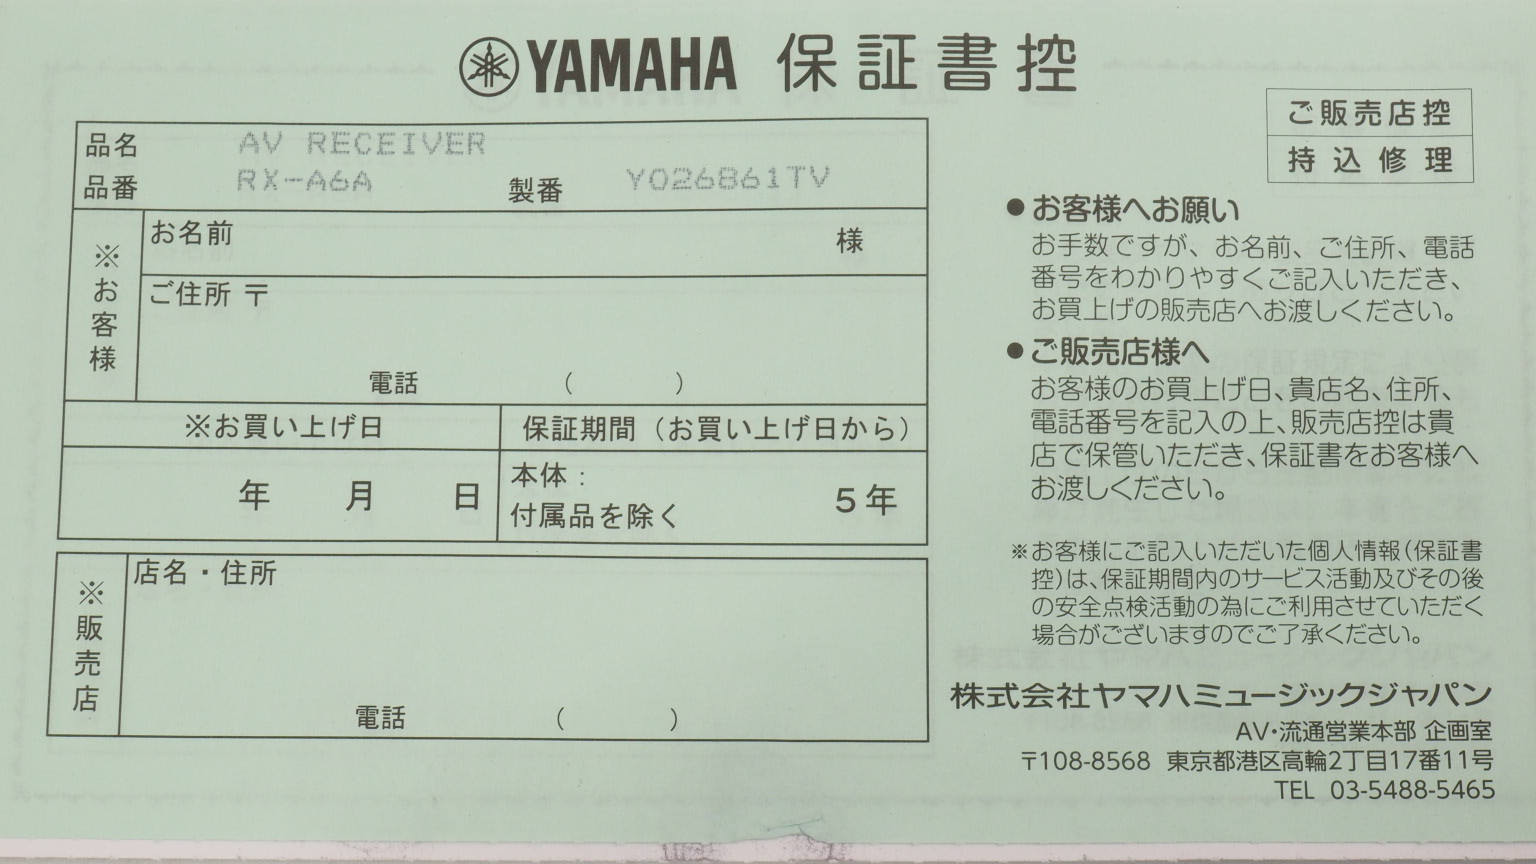 YAMAHA 保証書控
ご販売店控
持込修理
品名 AV RECEIVER
品番 RX-A6A 製番 Y026861TV
※お客様
お名前 様
ご住所 〒
電話 ( )
※お買い上げ日
保証期間（お買い上げ日から）
年 月 日
本体：
付属品を除く
5年
※販売店
店名・住所
電話 ( )
●お客様へお願い
お手数ですが、お名前、ご住所、電話
番号をわかりやすくご記入いただき、
お買上げの販売店へお渡しください。
●ご販売店様へ
お客様のお買上げ日、貴店名、住所、
電話番号を記入の上、販売店控は貴
店で保管いただき、保証書をお客様へ
お渡しください。
※お客様にご記入いただいた個人情報（保証書
控）は、保証期間内のサービス活動及びその後
の安全点検活動の為にご利用させていただく
場合がございますのでご了承ください。
株式会社ヤマハミュージックジャパン
AV・流通営業本部 企画室
〒108-8568 東京都港区高輪2丁目17番11号
TEL 03-5488-5465